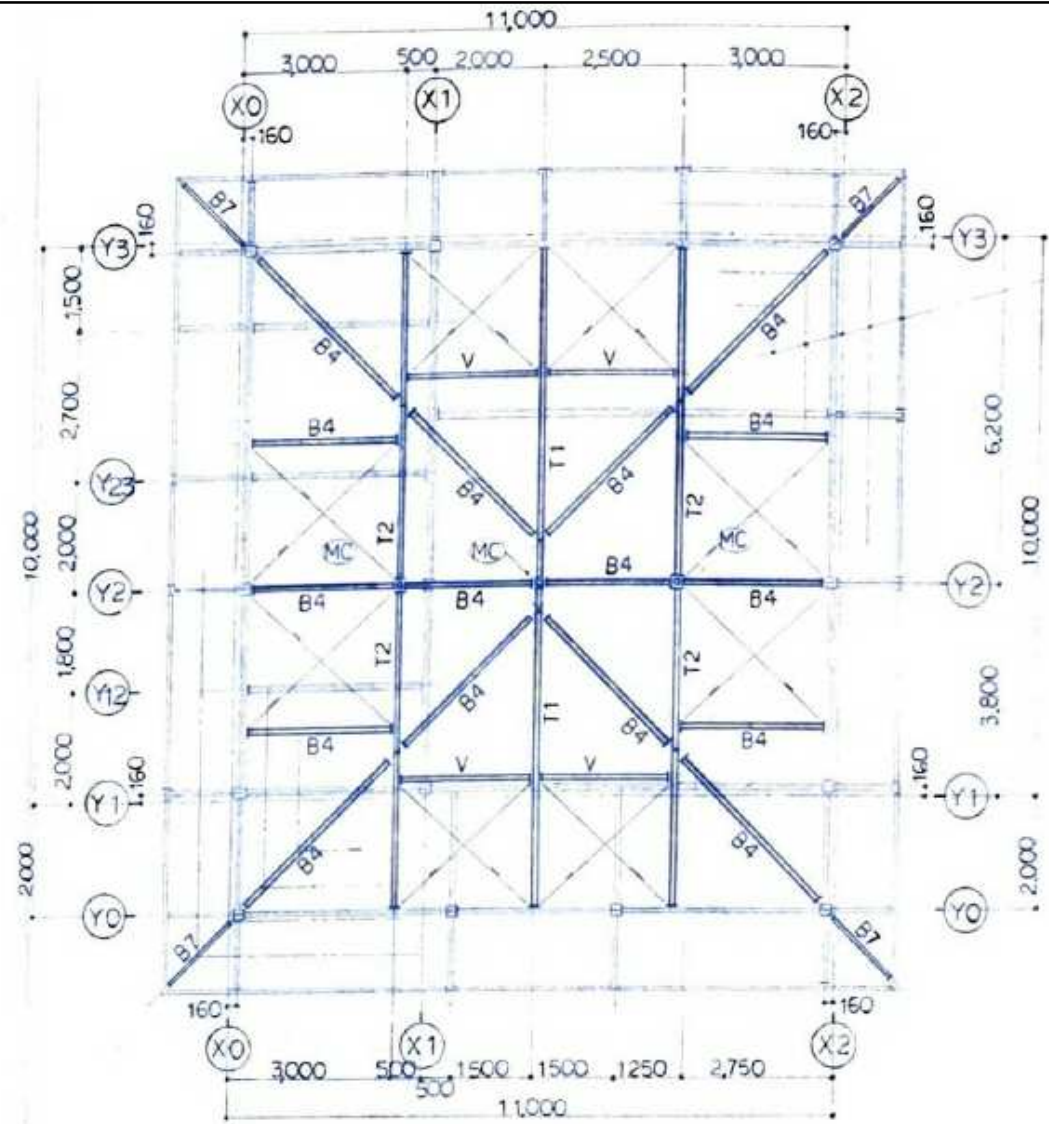 11,000
3,000 500 2,000 2,500 3,000
X0 X1 X2
160 160
B7 B7
160 160
Y3 Y3
1,500
B4 B4
V V
2,700
B4 B4
6,200
T1
B4 B4
Y23
T2 T2
10,000 2,000 10,000
MC MC MC
B4
Y2 Y2
B4 B4 B4
1,800
T2 T2
B4 B4
Y12
T1
3,800
B4 B4
V V
2,000 160 160
Y1 Y1
B4 B4
2,000 2,000
Y0 Y0
B7 B7
160 160
X0 X1 X2
3,000 500 1500 1500 1250 2,750
500
11,000